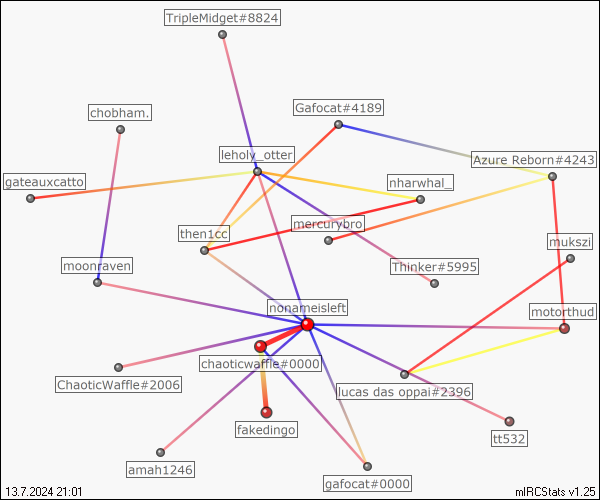 TripleMidget#8824
chobham.
Gafocat#4189
leholy_otter
Azure Reborn#4243
gateauxcatto
nharwhal_
then1cc
mercurybro
mukszi
moonraven
Thinker#5995
nonameisleft
motorthud
chaoticwaffle#0000
ChaoticWaffle#2006
lucas das oppai#2396
fakedingo
tt532
amah1246
gafocat#0000
13.7.2024 21:01
mIRCStats v1.25